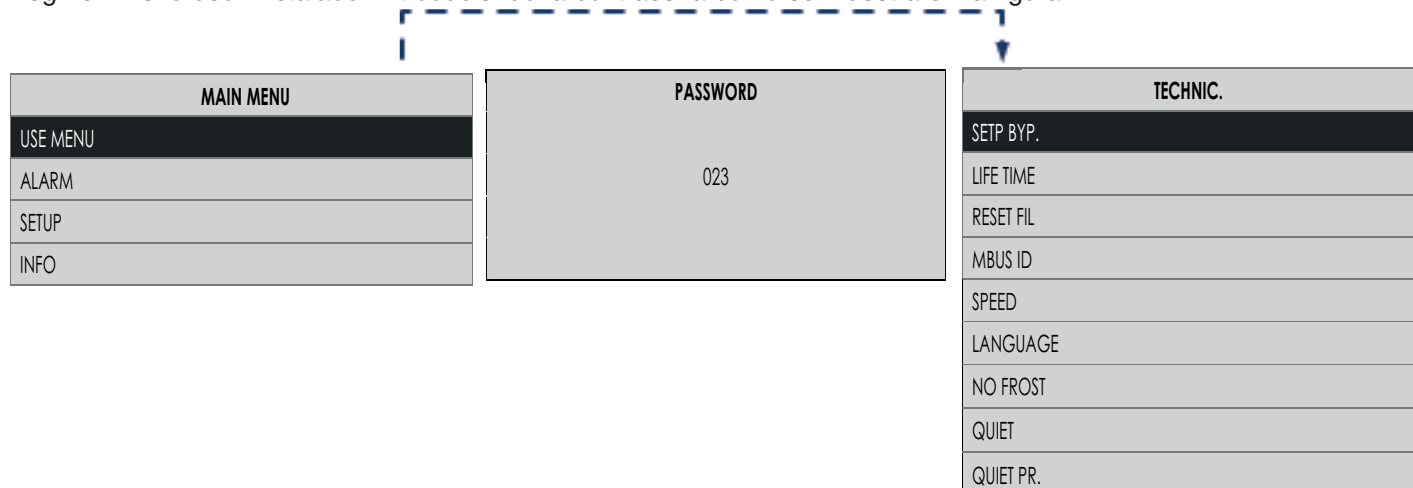 MAIN MENU
USE MENU
ALARM
SETUP
INFO
PASSWORD
023
TECHNIC.
SETP BYP.
LIFE TIME
RESET FIL
MBUS ID
SPEED
LANGUAGE
NO FROST
QUIET
QUIET PR.